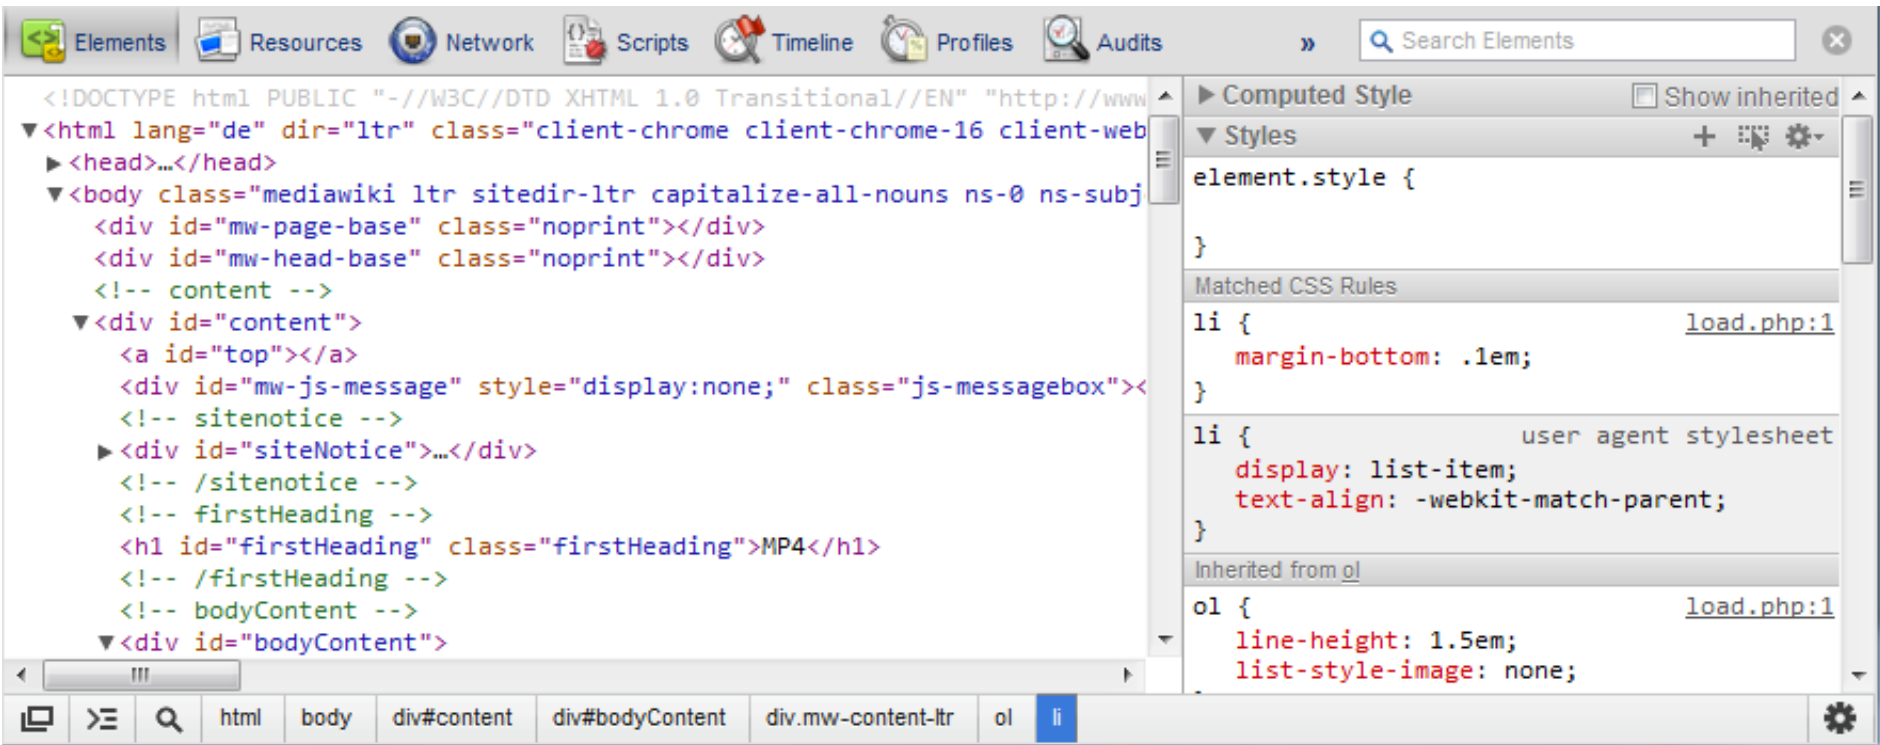 Elements Resources Network Scripts Timeline Profiles Audits » Search Elements
<!DOCTYPE html PUBLIC "-//W3C//DTD XHTML 1.0 Transitional//EN" "http://www
▼<html lang="de" dir="ltr" class="client-chrome client-chrome-16 client-web
▶<head>…</head>
▼<body class="mediawiki ltr sitedir-ltr capitalize-all-nouns ns-0 ns-subj
<div id="mw-page-base" class="noprint"></div>
<div id="mw-head-base" class="noprint"></div>
<!-- content -->
▼<div id="content">
<a id="top"></a>
<div id="mw-js-message" style="display:none;" class="js-messagebox"><
<!-- sitenotice -->
▶<div id="siteNotice">…</div>
<!-- /sitenotice -->
<!-- firstHeading -->
<h1 id="firstHeading" class="firstHeading">MP4</h1>
<!-- /firstHeading -->
<!-- bodyContent -->
▼<div id="bodyContent">
▶ Computed Style Show inherited
▼ Styles
element.style {
}
Matched CSS Rules
li { load.php:1
margin-bottom: .1em;
}
li { user agent stylesheet
display: list-item;
text-align: -webkit-match-parent;
}
Inherited from ol
ol { load.php:1
line-height: 1.5em;
list-style-image: none;
html body div#content div#bodyContent div.mw-content-ltr ol li